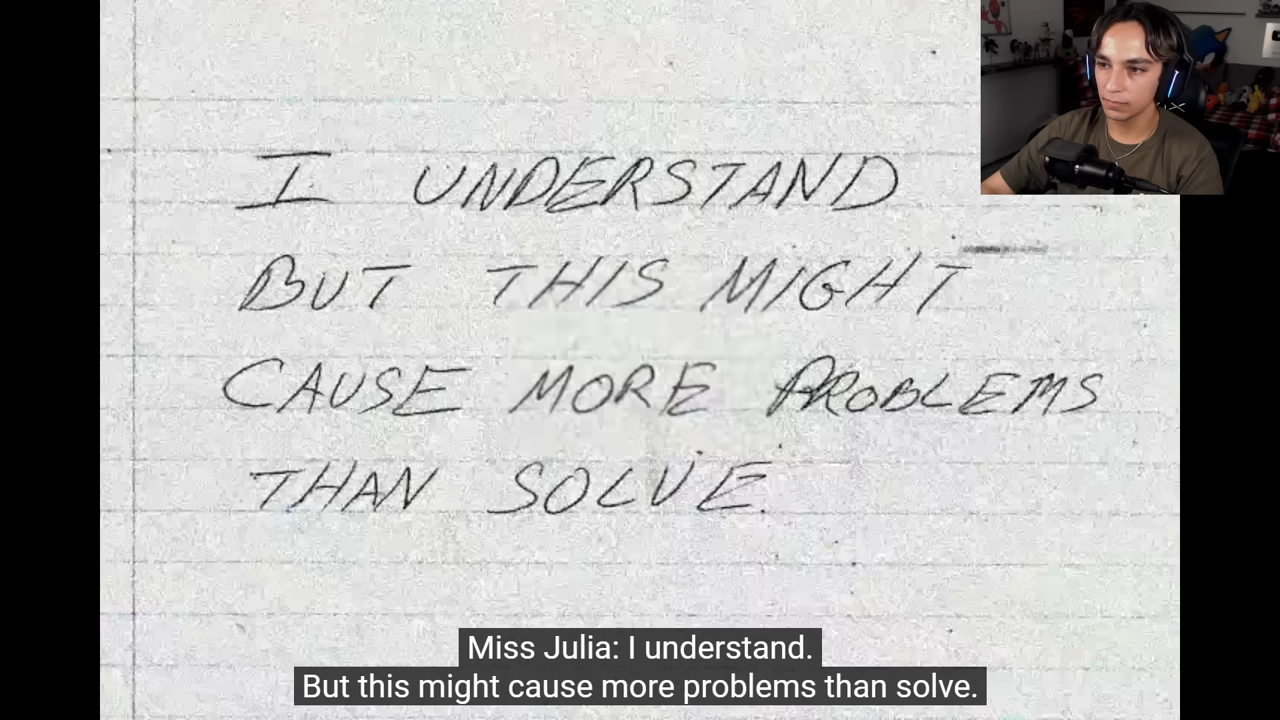 I UNDERSTAND
BUT THIS MIGHT
CAUSE MORE PROBLEMS
THAN SOLVE.
Miss Julia: I understand.
But this might cause more problems than solve.